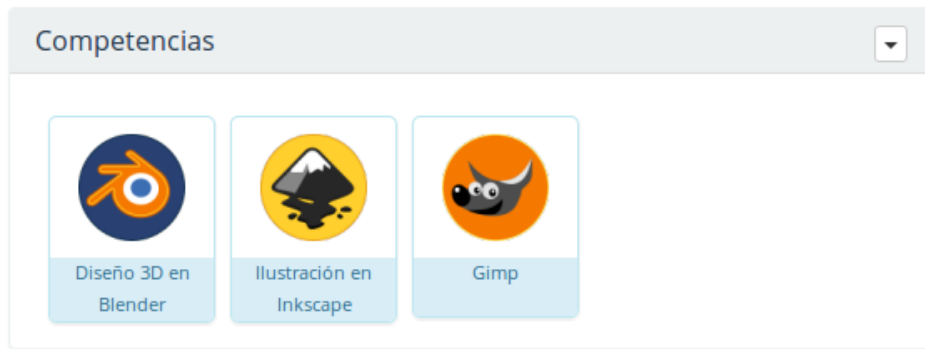 Competencias
Diseño 3D en
Blender
Ilustración en
Inkscape
Gimp